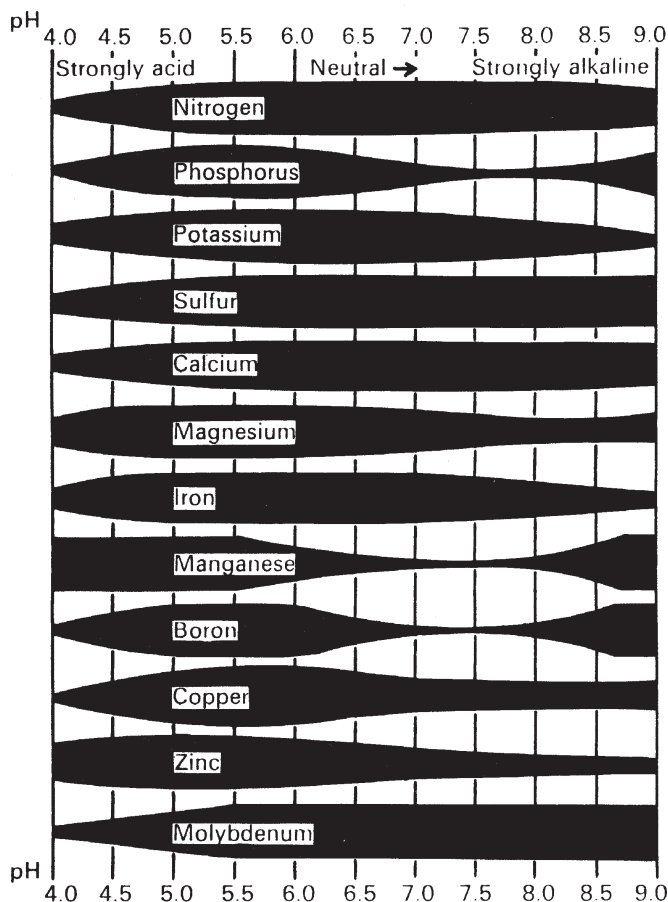 pH
4.0 4.5 5.0 5.5 6.0 6.5 7.0 7.5 8.0 8.5 9.0
Strongly acid Neutral → Strongly alkaline
Nitrogen
Phosphorus
Potassium
Sulfur
Calcium
Magnesium
Iron
Manganese
Boron
Copper
Zinc
Molybdenum
pH
4.0 4.5 5.0 5.5 6.0 6.5 7.0 7.5 8.0 8.5 9.0